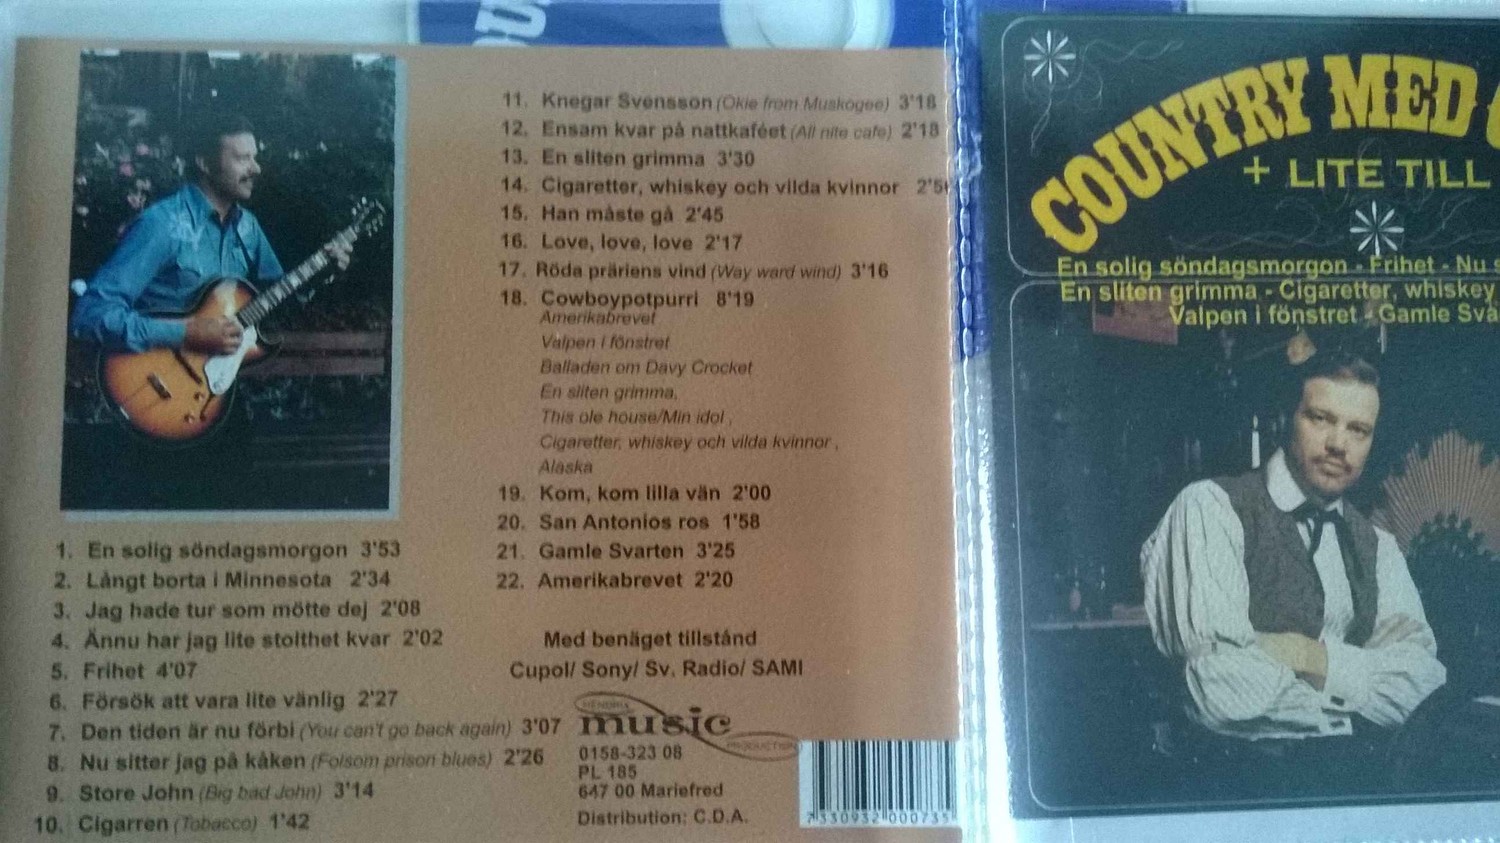 1. En solig söndagsmorgon 3'53
2. Långt borta i Minnesota 2'34
3. Jag hade tur som mötte dej 2'08
4. Ännu har jag lite stolthet kvar 2'02
5. Frihet 4'07
6. Försök att vara lite vänlig 2'27
7. Den tiden är nu förbi (You can't go back again) 3'07
8. Nu sitter jag på kåken (Folsom prison blues) 2'26
9. Store John (Big bad John) 3'14
10. Cigarren (Tobacco) 1'42
11. Knegar Svensson (Okie from Muskogee) 3'18
12. Ensam kvar på nattkaféet (All nite cafe) 2'18
13. En sliten grimma 3'30
14. Cigaretter, whiskey och vilda kvinnor
15. Han måste gå 2'45
16. Love, love, love 2'17
17. Röda präriens vind (Way ward wind) 3'16
18. Cowboypotpurri 8'19
Amerikabrevet
Valpen i fönstret
Balladen om Davy Crocket
En sliten grimma,
This ole house/Min idol ,
Cigaretter, whiskey och vilda kvinnor ,
Alaska
19. Kom, kom lilla vän 2'00
20. San Antonios ros 1'58
21. Gamle Svarten 3'25
22. Amerikabrevet 2'20
Med benäget tillstånd
Cupol/ Sony/ Sv. Radio/ SAMI
music
PRODUCTION
0158-323 08
PL 185
647 00 Mariefred
Distribution: C.D.A.
7 330932 000735
COUNTRY MED
+ LITE TILL
En solig söndagsmorgon - Frihet - Nu
En sliten grimma - Cigaretter, whiskey
Valpen i fönstret - Gamle